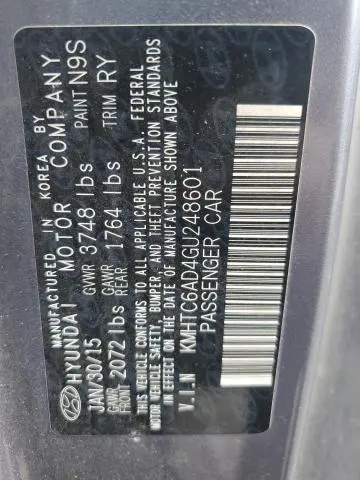 MANUFACTURED IN KOREA BY
HYUNDAI MOTOR COMPANY
JAN/30/15 GVWR 3748 lbs PAINT N9S
GAWR FRONT 2072 lbs GAWR REAR 1764 lbs TRIM RY
THIS VEHICLE CONFORMS TO ALL APPLICABLE U.S.A. FEDERAL
MOTOR VEHICLE SAFETY, BUMPER, AND THEFT PREVENTION STANDARDS
IN EFFECT ON THE DATE OF MANUFACTURE SHOWN ABOVE
V.I.N KMHTC6AD4GU248601
PASSENGER CAR